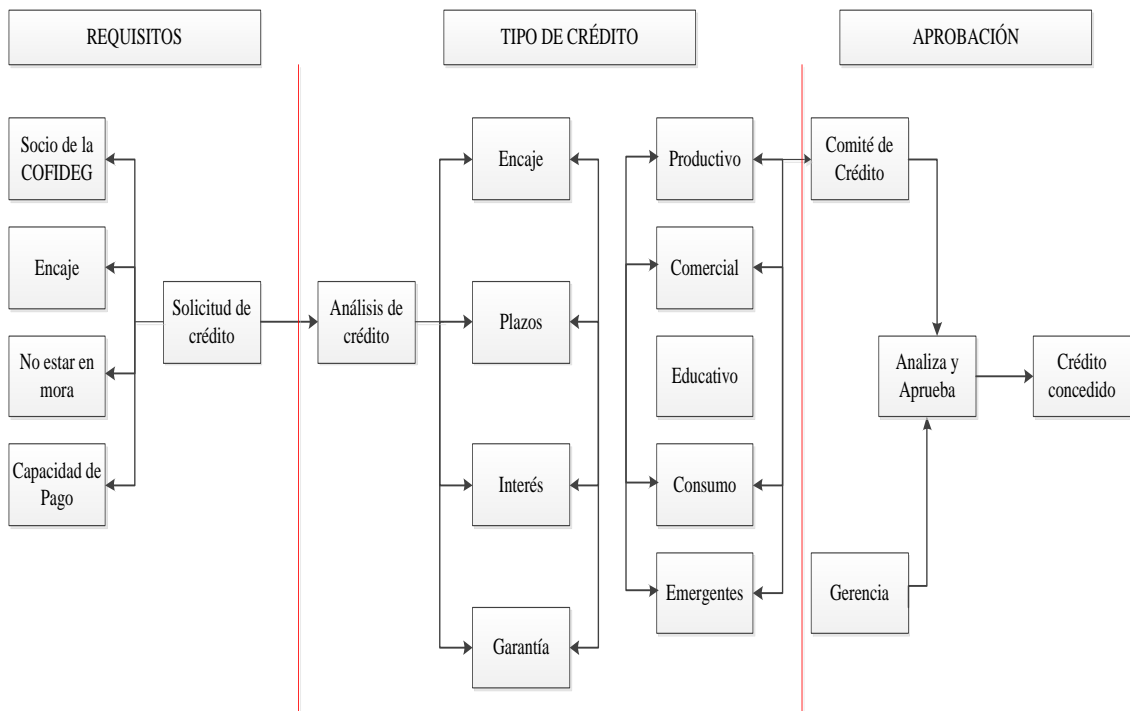 REQUISITOS
TIPO DE CRÉDITO
APROBACIÓN
Socio de la
COFIDEG
Encaje
No estar en
mora
Capacidad de
Pago
Solicitud de
crédito
Análisis de
crédito
Encaje
Plazos
Interés
Garantía
Productivo
Comercial
Educativo
Consumo
Emergentes
Comité de
Crédito
Analiza y
Aprueba
Gerencia
Crédito
concedido